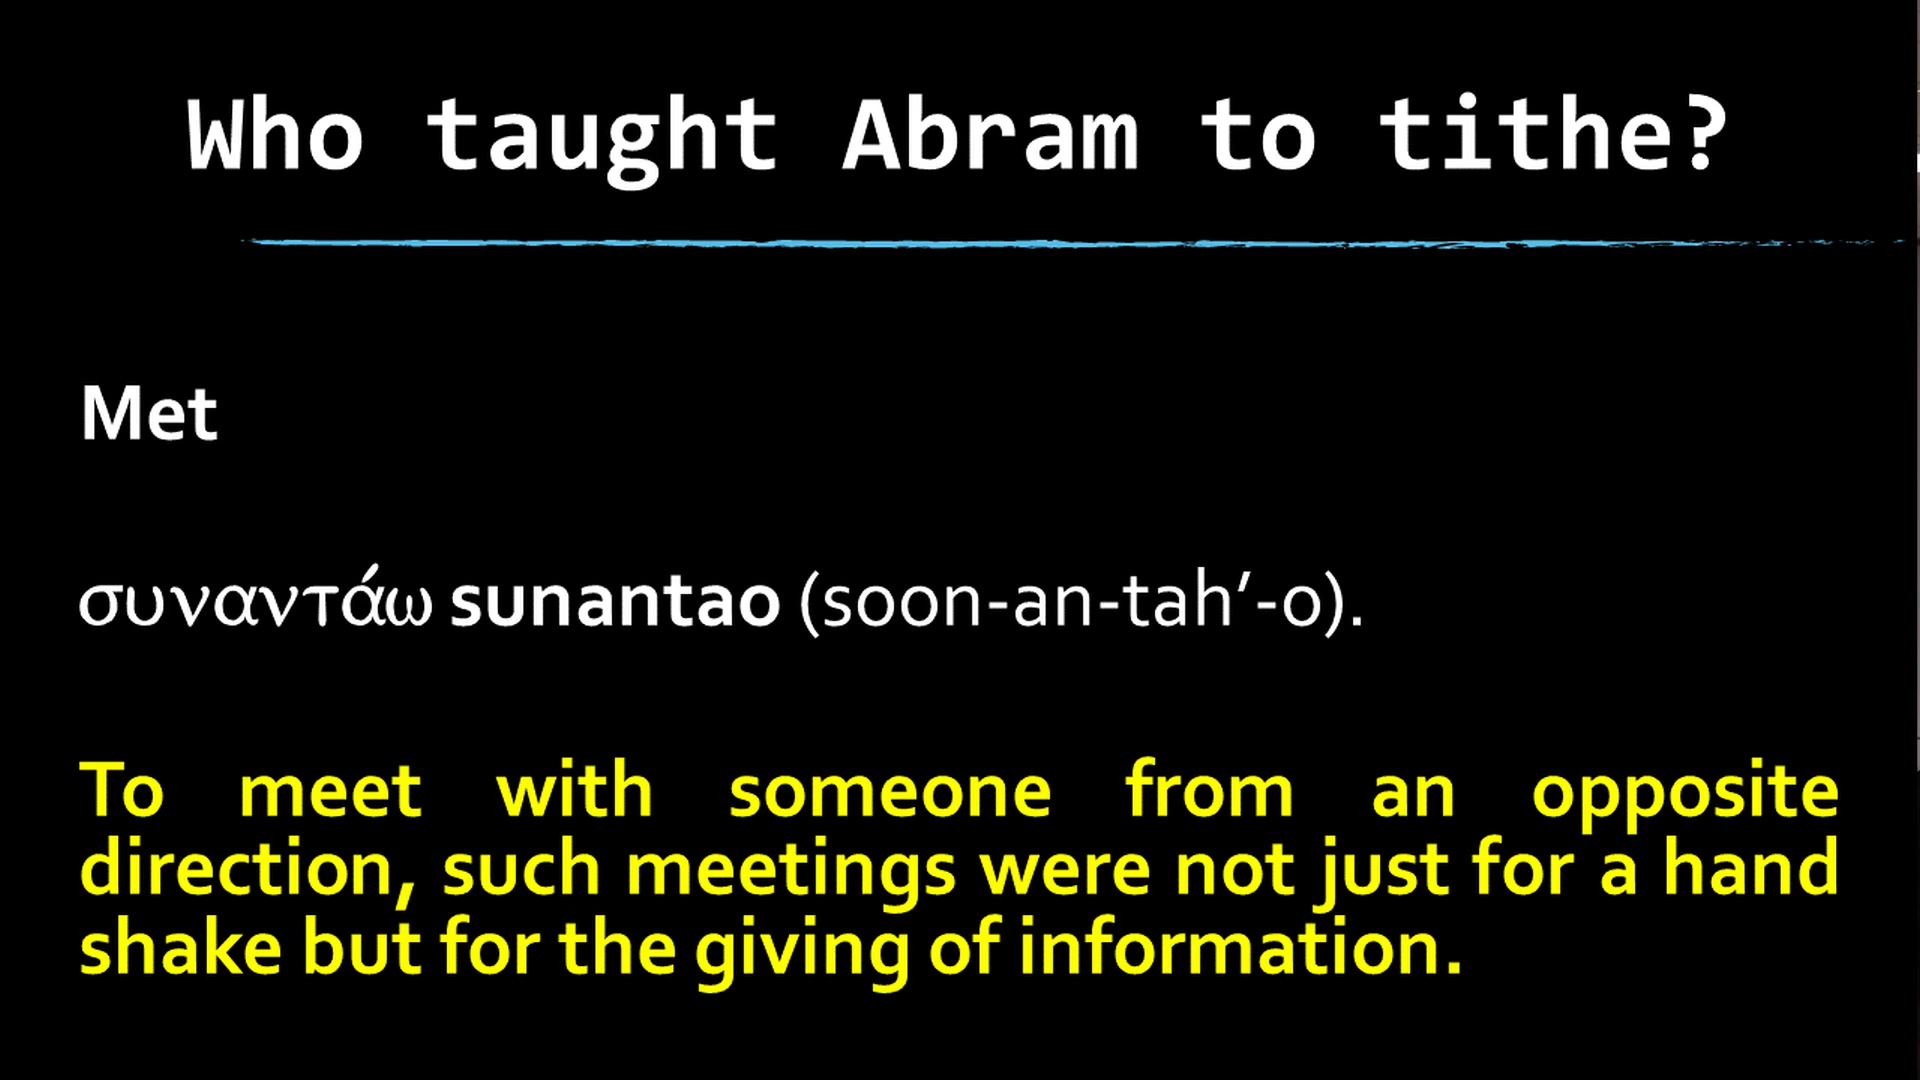 Who taught Abram to tithe?
Met
συναντάω sunantao (soon-an-tah′-o).
To meet with someone from an opposite
direction, such meetings were not just for a hand
shake but for the giving of information.